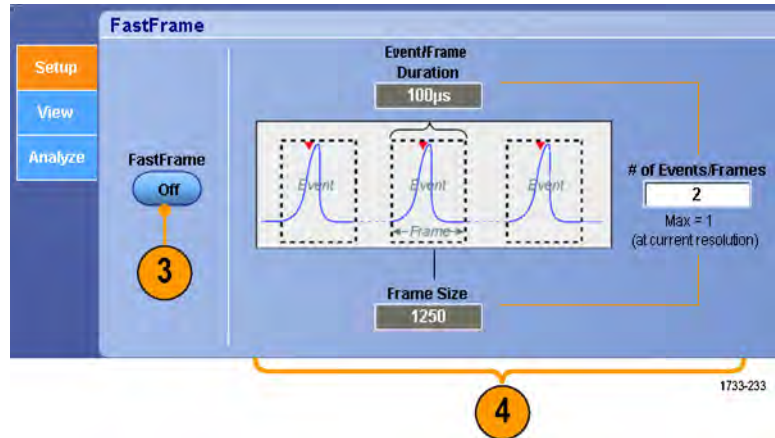 FastFrame
Setup
View
Analyze
FastFrame
Off
3
Event/Frame
Duration
100µs
Event
Event
Event
Frame
Frame Size
1250
# of Events/Frames
2
Max = 1
(at current resolution)
4
1733-233